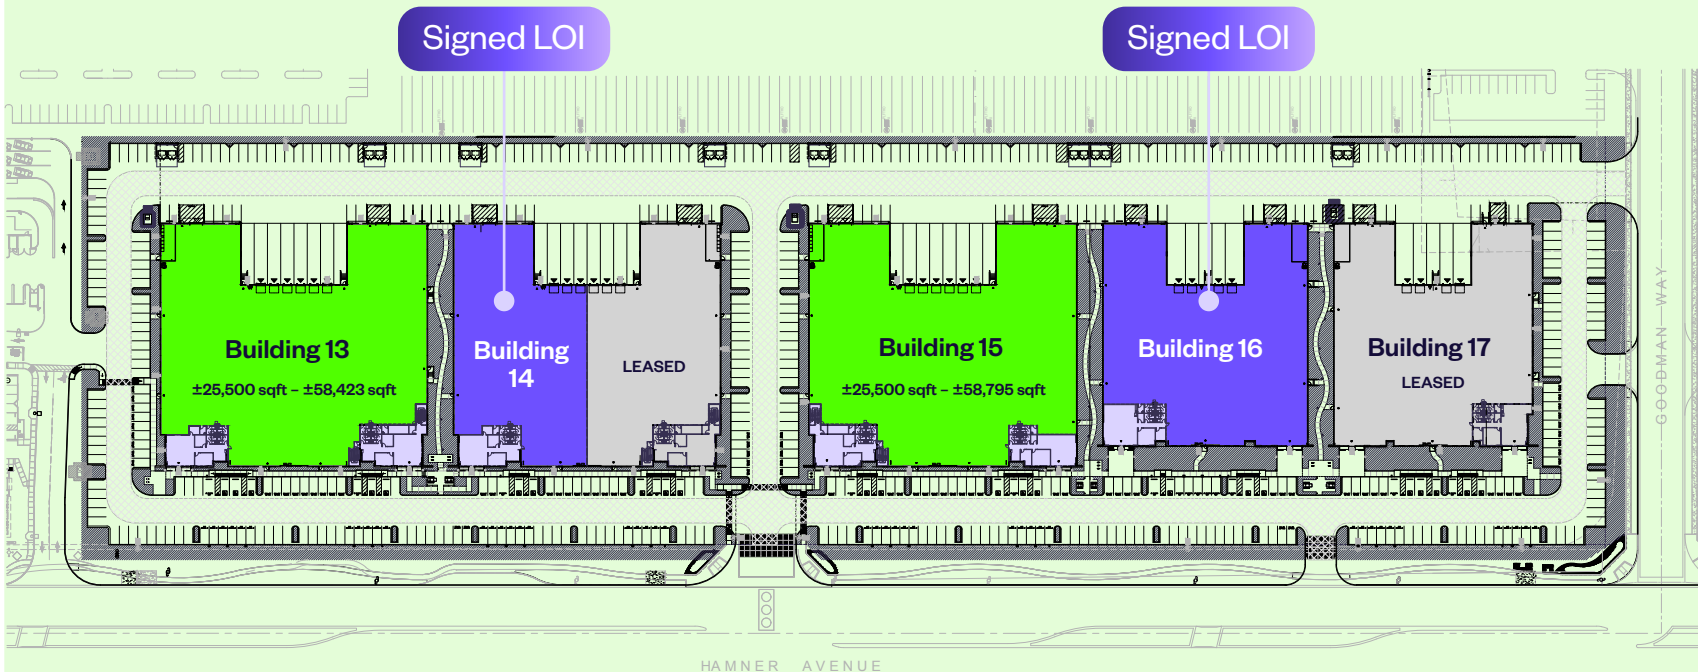 Signed LOI
Signed LOI
Building 13
±25,500 sqft – ±58,423 sqft
Building
14
LEASED
Building 15
±25,500 sqft – ±58,795 sqft
Building 16
Building 17
LEASED
GOODMAN WAY
HAMNER AVENUE